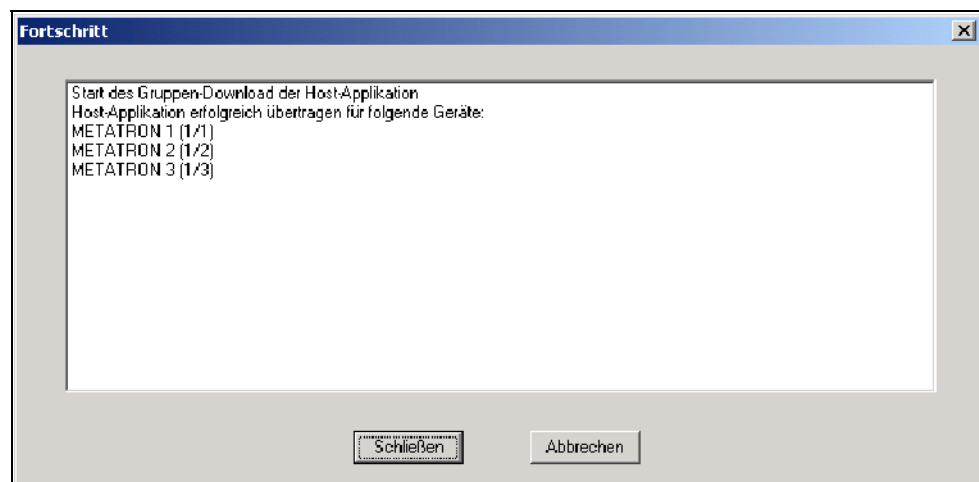 Fortschritt
Start des Gruppen-Download der Host-Applikation
Host-Applikation erfolgreich übertragen für folgende Geräte:
METATRON 1 (1/1)
METATRON 2 (1/2)
METATRON 3 (1/3)
Schließen Abbrechen